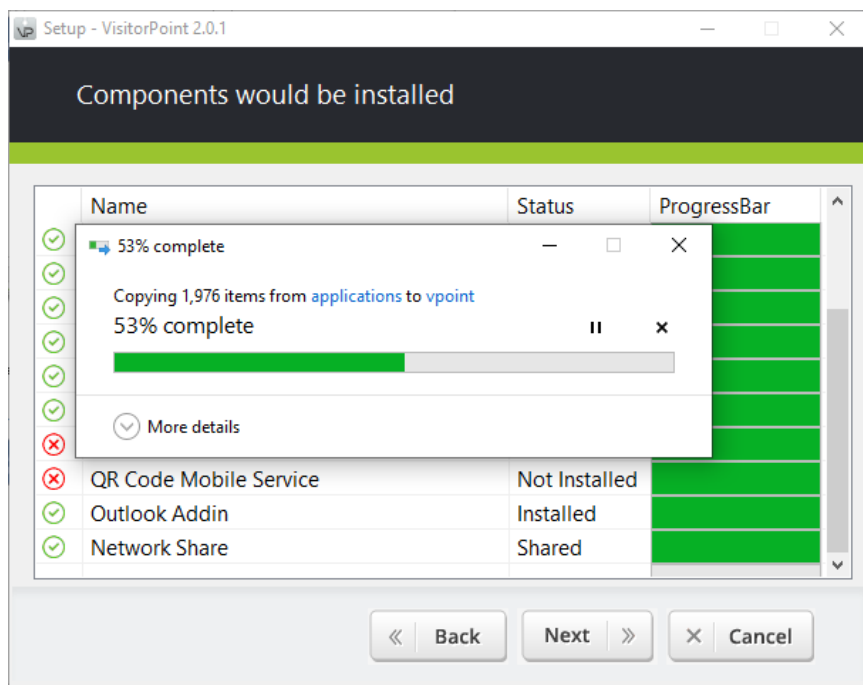 VP Setup - VisitorPoint 2.0.1
Components would be installed
Name Status ProgressBar
53% complete
Copying 1,976 items from applications to vpoint
53% complete
More details
QR Code Mobile Service Not Installed
Outlook Addin Installed
Network Share Shared
Back Next Cancel